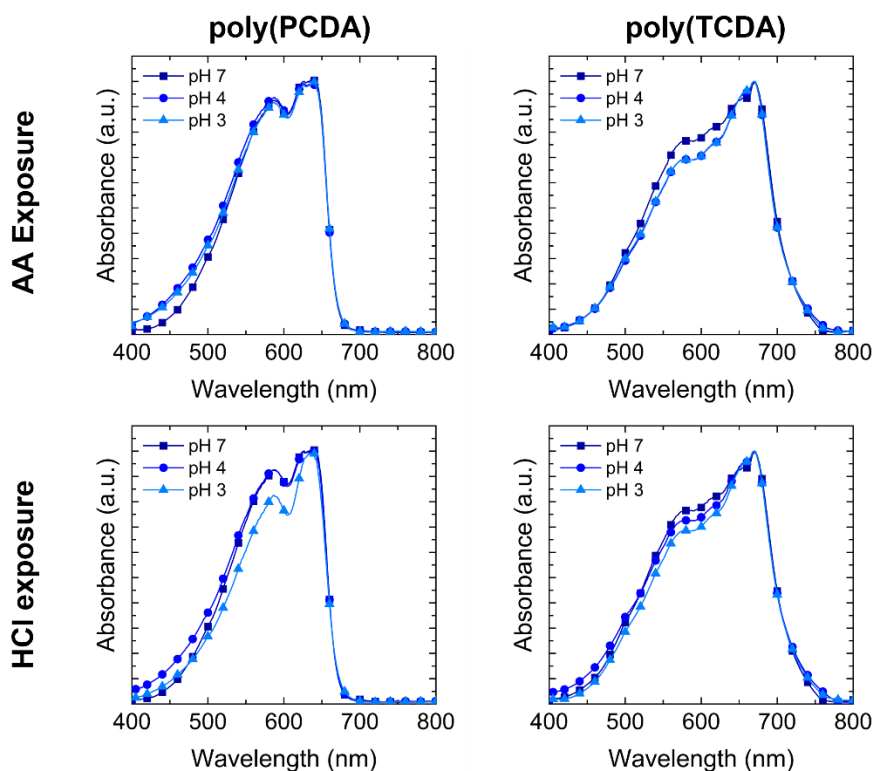 poly(PCDA)
poly(TCDA)
AA Exposure
Absorbance (a.u.)
pH 7
pH 4
pH 3
400 500 600 700 800
Wavelength (nm)
Absorbance (a.u.)
pH 7
pH 4
pH 3
400 500 600 700 800
Wavelength (nm)
HCl exposure
Absorbance (a.u.)
pH 7
pH 4
pH 3
400 500 600 700 800
Wavelength (nm)
Absorbance (a.u.)
pH 7
pH 4
pH 3
400 500 600 700 800
Wavelength (nm)